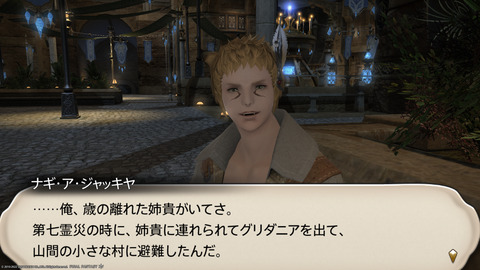 ナギ・ア・ジャッキヤ
……俺、歳の離れた姉貴がいてさ。
第七霊災の時に、姉貴に連れられてグリダニアを出て、
山間の小さな村に避難したんだ。